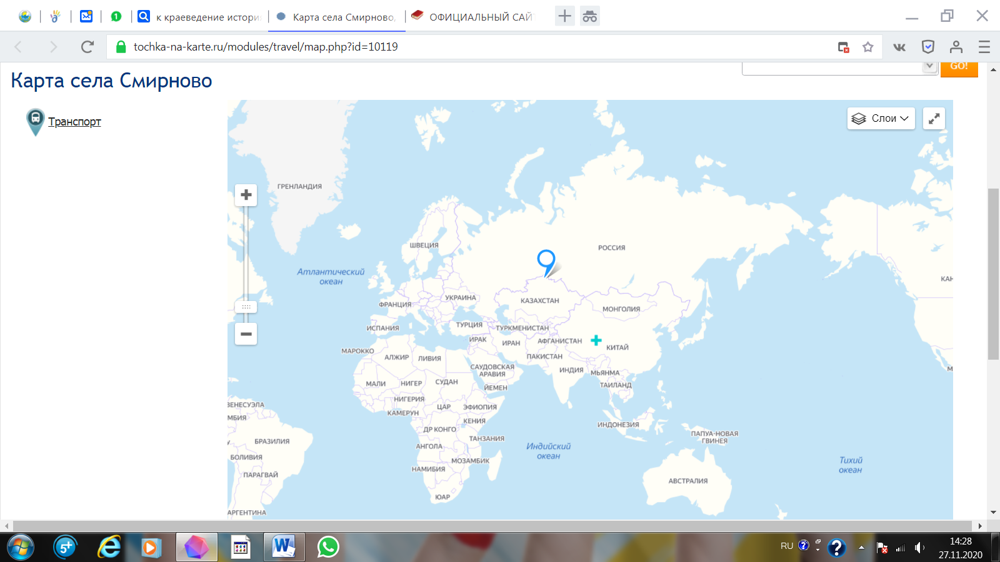 1
к краеведение истори
Карта села Смирново,
ОФИЦИАЛЬНЫЙ САЙ
tochka-na-karte.ru/modules/travel/map.php?id=10119
GO!
Карта села Смирново
Транспорт
Слои
ГРЕНЛАНДИЯ
ШВЕЦИЯ
РОССИЯ
Атлантический
океан
КАН
УКРАИНА
КАЗАХСТАН
ФРАНЦИЯ
МОНГОЛИЯ
ТУРЦИЯ
ТУРКМЕНИСТАН
ИСПАНИЯ
ИРАК
ИРАН
АФГАНИСТАН
КИТАЙ
МАРОККО
АЛЖИР
ЛИВИЯ
ПАКИСТАН
САУДОВСКАЯ
АРАВИЯ
ИНДИЯ
МЬЯНМА
М
МАЛИ
НИГЕР
СУДАН
ЙЕМЕН
ТАИЛАНД
НИГЕРИЯ
ВЕНЕСУЭЛА
ЦАР
ЭФИОПИЯ
КАМЕРУН
МБИЯ
КЕНИЯ
ИНДОНЕЗИЯ
ДР КОНГО
ПАПУА-НОВАЯ
ГВИНЕЯ
ТАНЗАНИЯ
БРАЗИЛИЯ
АНГОЛА
Индийский
океан
БОЛИВИЯ
МОЗАМБИК
Тихий
океан
НАМИБИЯ
ПАРАГВАЙ
АВСТРАЛИЯ
ЮАР
АРГЕНТИНА
5+
W
RU
14:28
27.11.2020